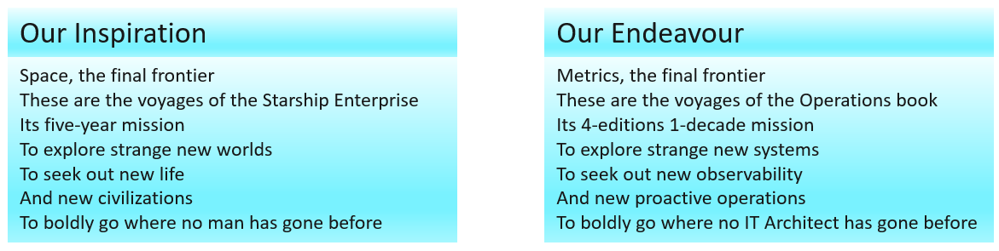 Our Inspiration
Space, the final frontier
These are the voyages of the Starship Enterprise
Its five-year mission
To explore strange new worlds
To seek out new life
And new civilizations
To boldly go where no man has gone before
Our Endeavour
Metrics, the final frontier
These are the voyages of the Operations book
Its 4-editions 1-decade mission
To explore strange new systems
To seek out new observability
And new proactive operations
To boldly go where no IT Architect has gone before